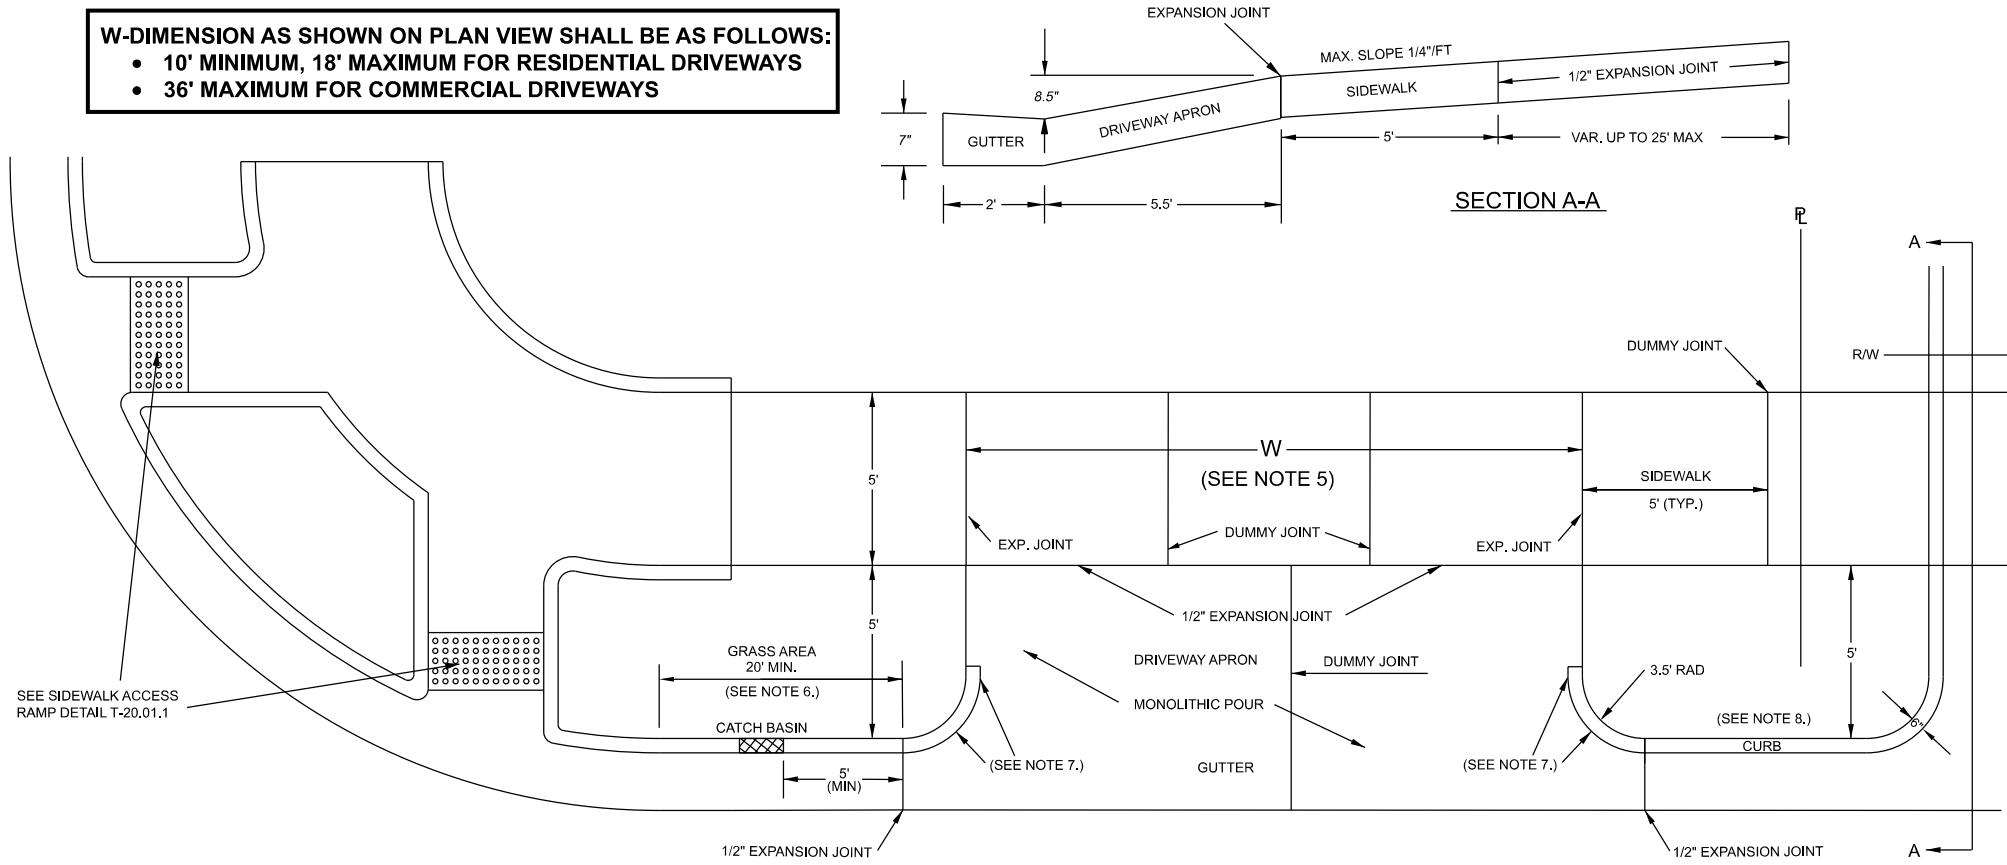 W-DIMENSION AS SHOWN ON PLAN VIEW SHALL BE AS FOLLOWS:
• 10' MINIMUM, 18' MAXIMUM FOR RESIDENTIAL DRIVEWAYS
• 36' MAXIMUM FOR COMMERCIAL DRIVEWAYS
EXPANSION JOINT
MAX. SLOPE 1/4"/FT
8.5"
7"
GUTTER
DRIVEWAY APRON
SIDEWALK
1/2" EXPANSION JOINT
5'
VAR. UP TO 25' MAX
2'
5.5'
SECTION A-A
PL
A
DUMMY JOINT
R/W
W
(SEE NOTE 5)
5'
SIDEWALK
5' (TYP.)
EXP. JOINT
DUMMY JOINT
EXP. JOINT
1/2" EXPANSION JOINT
5'
GRASS AREA
20' MIN.
(SEE NOTE 6.)
DRIVEWAY APRON
DUMMY JOINT
3.5' RAD
5'
SEE SIDEWALK ACCESS
RAMP DETAIL T-20.01.1
MONOLITHIC POUR
(SEE NOTE 8.)
6"
CATCH BASIN
CURB
5'
(MIN)
(SEE NOTE 7.)
GUTTER
(SEE NOTE 7.)
1/2" EXPANSION JOINT
1/2" EXPANSION JOINT
A